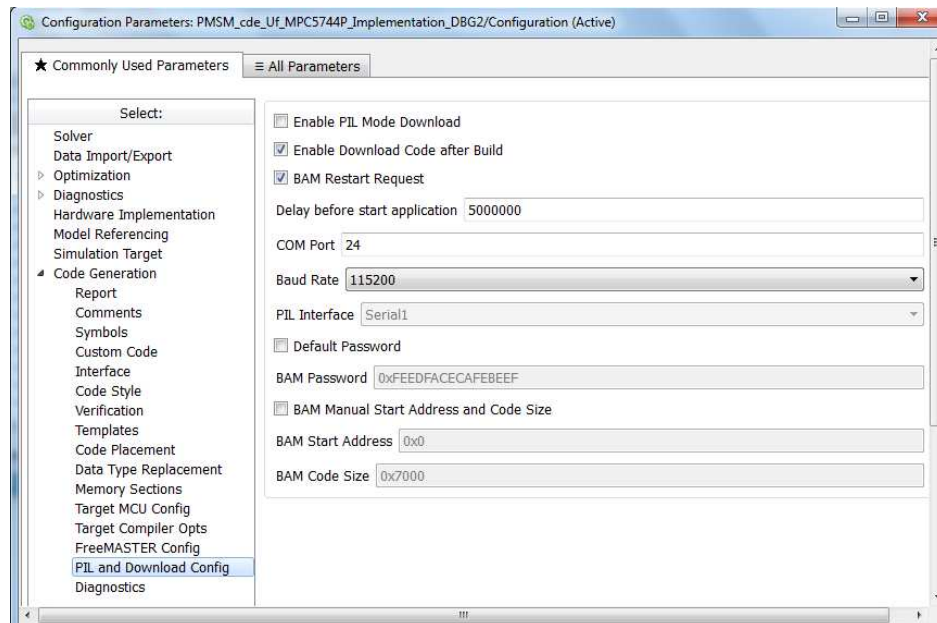 Configuration Parameters: PMSM_cde_Uf_MPC5744P_Implementation_DBG2/Configuration (Active)
★ Commonly Used Parameters
≡ All Parameters
Select:
Solver
Data Import/Export
Optimization
Diagnostics
Hardware Implementation
Model Referencing
Simulation Target
Code Generation
Report
Comments
Symbols
Custom Code
Interface
Code Style
Verification
Templates
Code Placement
Data Type Replacement
Memory Sections
Target MCU Config
Target Compiler Opts
FreeMASTER Config
PIL and Download Config
Diagnostics
Enable PIL Mode Download
Enable Download Code after Build
BAM Restart Request
Delay before start application 5000000
COM Port 24
Baud Rate 115200
PIL Interface Serial1
Default Password
BAM Password 0xFEEDFACECAFEBEEF
BAM Manual Start Address and Code Size
BAM Start Address 0x0
BAM Code Size 0x7000